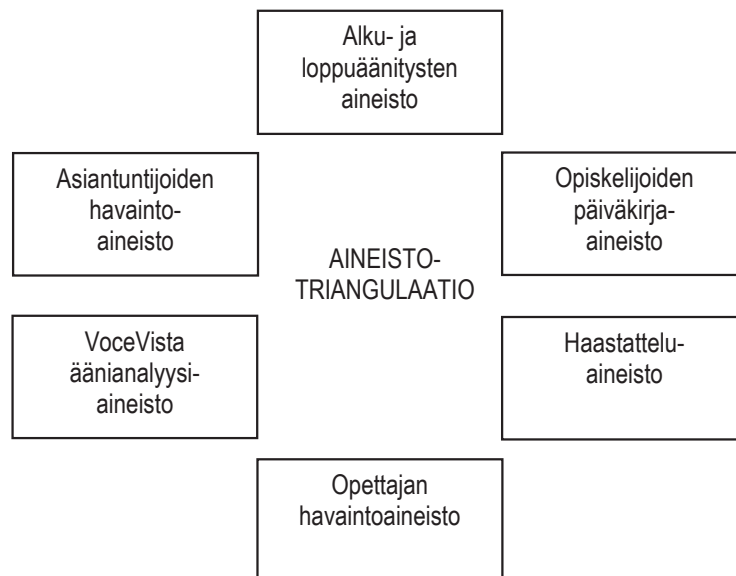 Alku- ja
loppuäänitysten
aineisto
Asiantuntijoiden
havainto-
aineisto
Opiskelijoiden
päiväkirja-
aineisto
AINEISTO-
TRIANGULAATIO
VoceVista
äänianalyysi-
aineisto
Haastattelu-
aineisto
Opettajan
havaintoaineisto